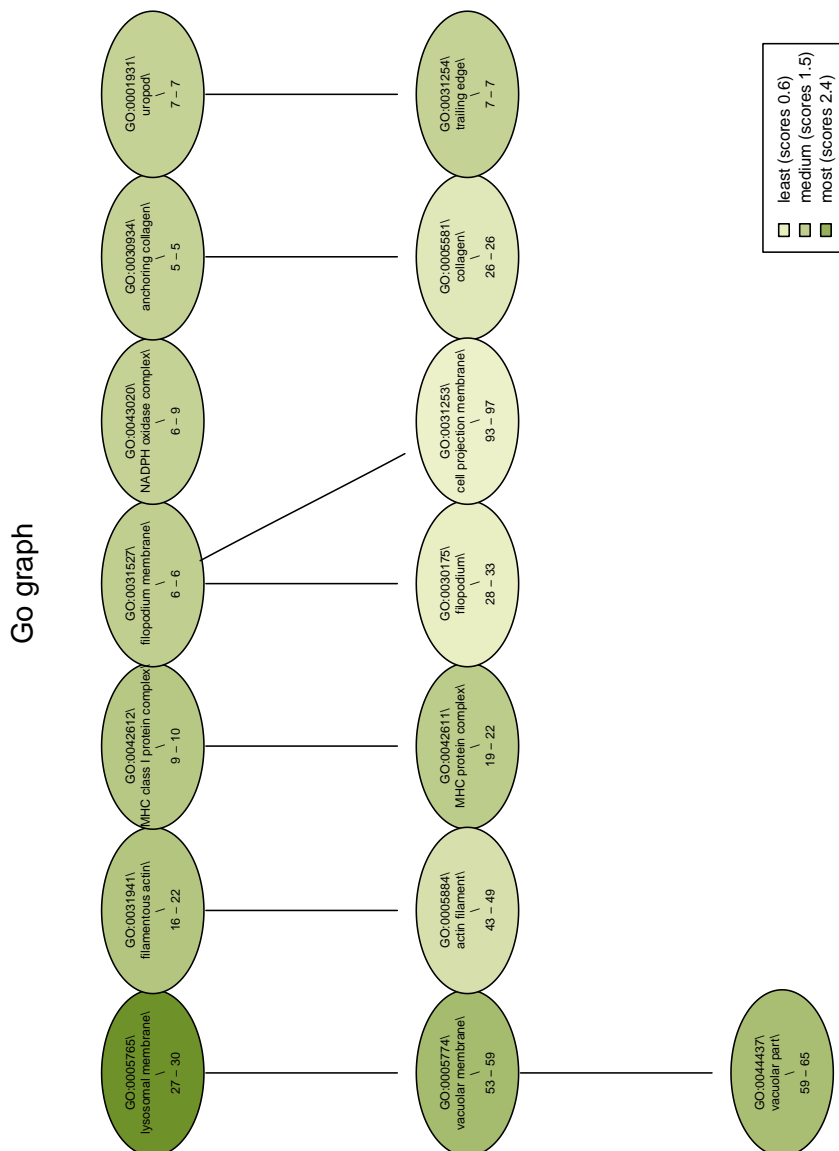 Go graph
GO:0005765\
lysosomal membrane\
\
27 – 30
GO:0031941\
filamentous actin\
\
16 – 22
GO:0042612\
MHC class I protein complex\
\
9 – 10
GO:0031527\
filopodium membrane\
\
6 – 6
GO:0043020\
NADPH oxidase complex\
\
6 – 9
GO:0030934\
anchoring collagen\
\
5 – 5
GO:0001931\
uropod\
\
7 – 7
GO:0005774\
vacuolar membrane\
\
53 – 59
GO:0005884\
actin filament\
\
43 – 49
GO:0042611\
MHC protein complex\
\
19 – 22
GO:0030175\
filopodium\
\
28 – 33
GO:0031253\
cell projection membrane\
\
93 – 97
GO:0005581\
collagen\
\
26 – 26
GO:0031254\
trailing edge\
\
7 – 7
GO:0044437\
vacuolar part\
\
59 – 65
least (scores 0.6)
medium (scores 1.5)
most (scores 2.4)